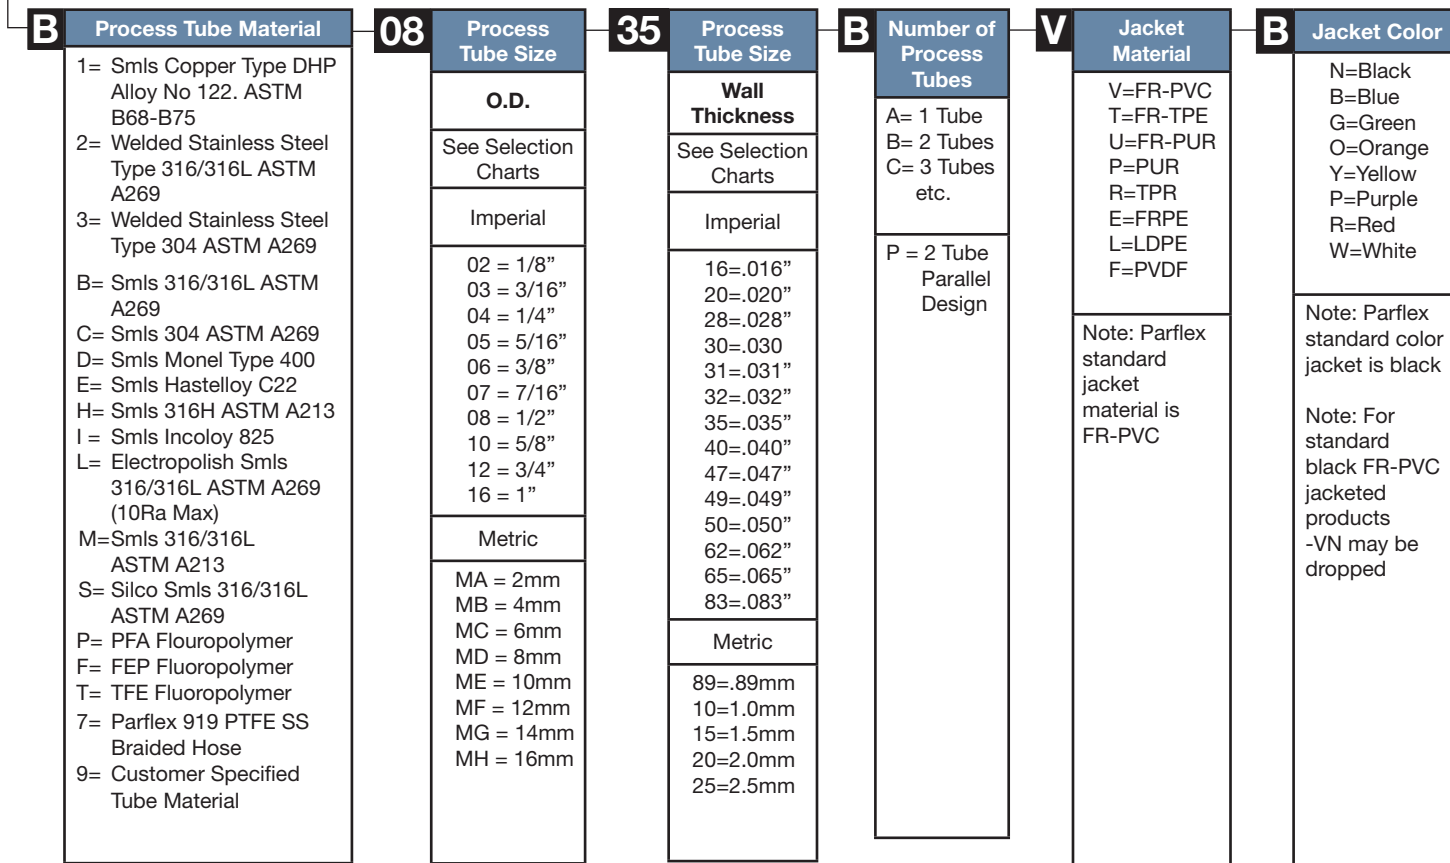 B
Process Tube Material
1= Smls Copper Type DHP
Alloy No 122. ASTM
B68-B75
2= Welded Stainless Steel
Type 316/316L ASTM
A269
3= Welded Stainless Steel
Type 304 ASTM A269
B= Smls 316/316L ASTM
A269
C= Smls 304 ASTM A269
D= Smls Monel Type 400
E= Smls Hastelloy C22
H= Smls 316H ASTM A213
I = Smls Incoloy 825
L= Electropolish Smls
316/316L ASTM A269
(10Ra Max)
M=Smls 316/316L
ASTM A213
S= Silco Smls 316/316L
ASTM A269
P= PFA Flouropolymer
F= FEP Fluoropolymer
T= TFE Fluoropolymer
7= Parflex 919 PTFE SS
Braided Hose
9= Customer Specified
Tube Material
08
Process
Tube Size
O.D.
See Selection
Charts
Imperial
02 = 1/8”
03 = 3/16”
04 = 1/4”
05 = 5/16”
06 = 3/8”
07 = 7/16”
08 = 1/2”
10 = 5/8”
12 = 3/4”
16 = 1”
Metric
MA = 2mm
MB = 4mm
MC = 6mm
MD = 8mm
ME = 10mm
MF = 12mm
MG = 14mm
MH = 16mm
35
Process
Tube Size
Wall
Thickness
See Selection
Charts
Imperial
16=.016”
20=.020”
28=.028”
30=.030
31=.031”
32=.032”
35=.035”
40=.040”
47=.047”
49=.049”
50=.050”
62=.062”
65=.065”
83=.083”
Metric
89=.89mm
10=1.0mm
15=1.5mm
20=2.0mm
25=2.5mm
B
Number of
Process
Tubes
A= 1 Tube
B= 2 Tubes
C= 3 Tubes
etc.
P = 2 Tube
Parallel
Design
V
Jacket
Material
V=FR-PVC
T=FR-TPE
U=FR-PUR
P=PUR
R=TPR
E=FRPE
L=LDPE
F=PVDF
Note: Parflex
standard
jacket
material is
FR-PVC
B
Jacket Color
N=Black
B=Blue
G=Green
O=Orange
Y=Yellow
P=Purple
R=Red
W=White
Note: Parflex
standard color
jacket is black
Note: For
standard
black FR-PVC
jacketed
products
-VN may be
dropped